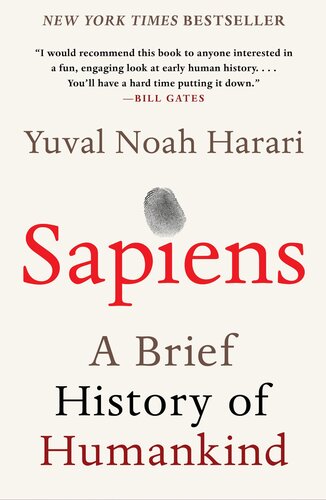 NEW YORK TIMES BESTSELLER
“I would recommend this book to anyone interested in
a fun, engaging look at early human history. . . .
You’ll have a hard time putting it down.”
—BILL GATES
Yuval Noah Harari
Sapiens
A Brief
History of
Humankind